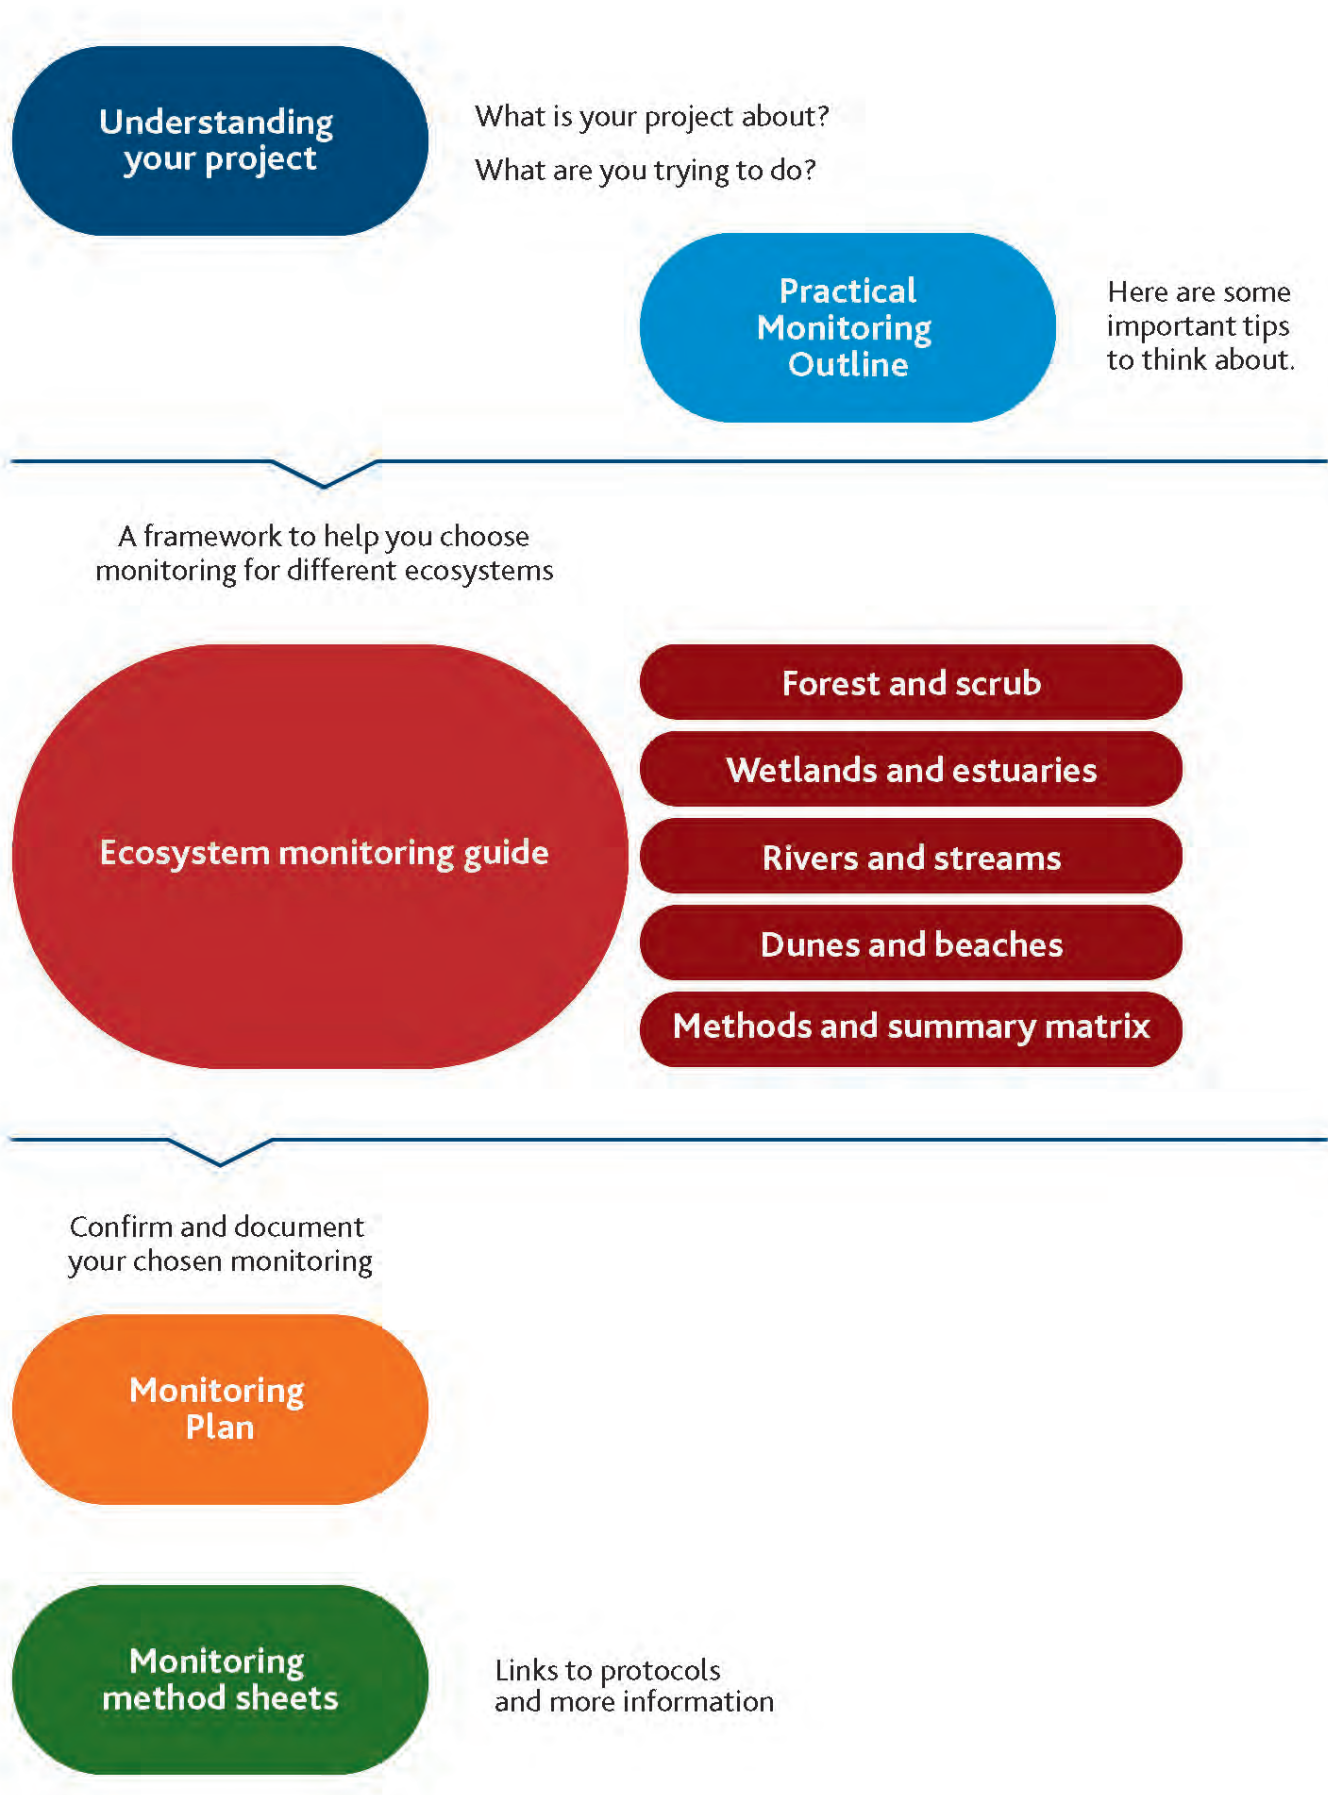 Understanding
your project
What is your project about?
What are you trying to do?
Practical
Monitoring
Outline
Here are some
important tips
to think about.
A framework to help you choose
monitoring for different ecosystems
Ecosystem monitoring guide
Forest and scrub
Wetlands and estuaries
Rivers and streams
Dunes and beaches
Methods and summary matrix
Confirm and document
your chosen monitoring
Monitoring
Plan
Monitoring
method sheets
Links to protocols
and more information